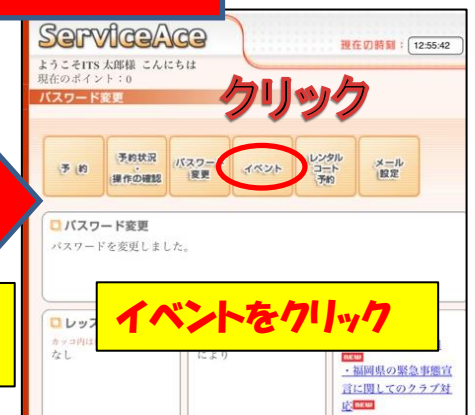 ServiceAce
現在の時刻： 12:55:42
ようこそITS 太郎様 こんにちは
現在のポイント：0
パスワード変更
クリック
予 約
予約状況
・
操作の確認
パスワー
変更
イベント
レンタル
コート
予約
メール
設定
パスワード変更
パスワードを変更しました。
イベントをクリック
レッス
カッコ内は
なし
により
NEW
・福岡県の緊急事態宣
言に関してのクラブ対
応 NEW